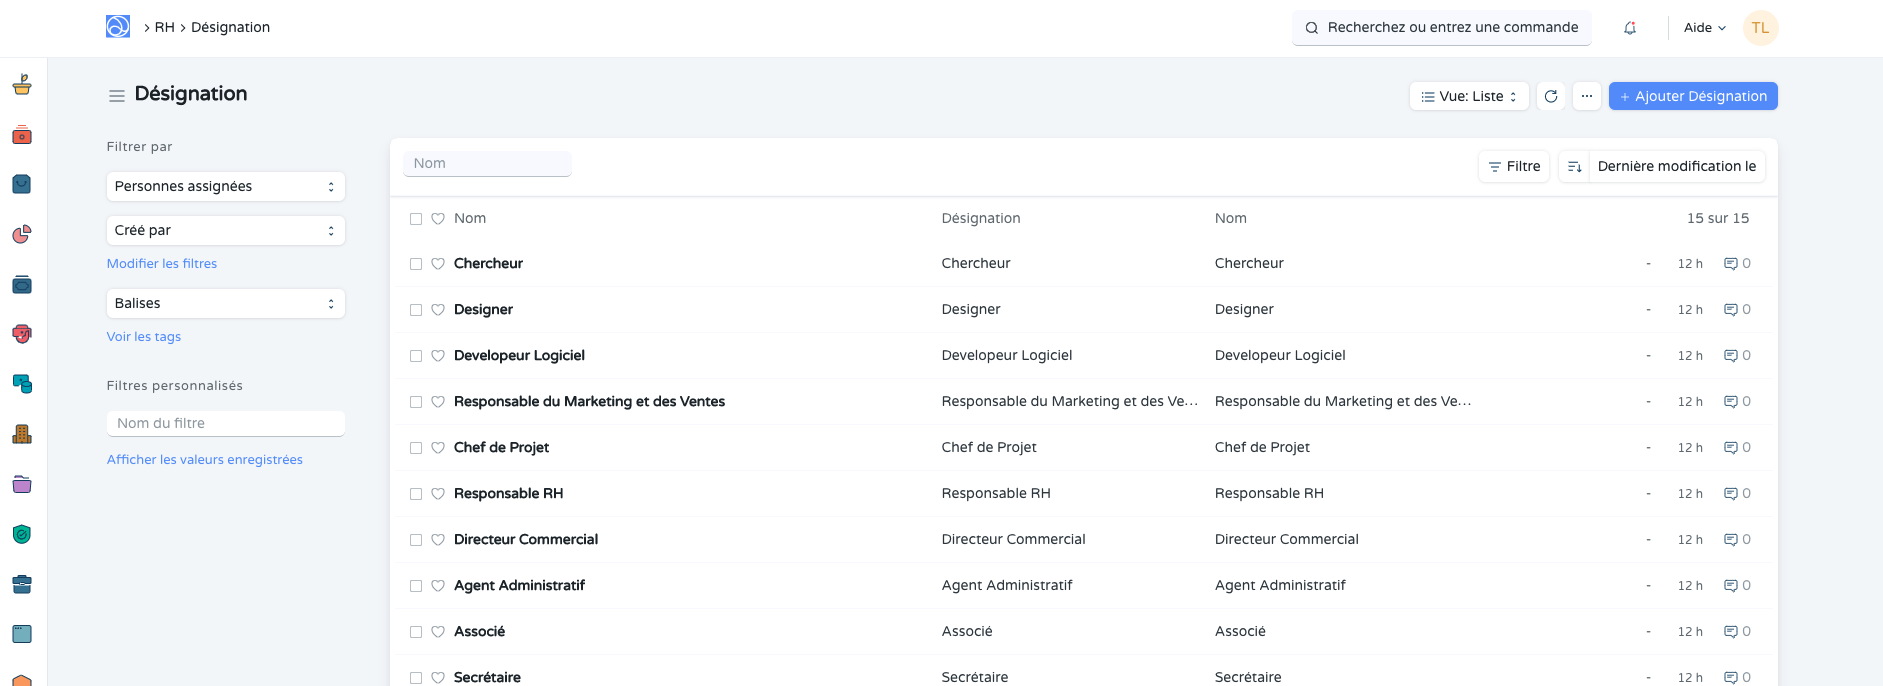 > RH > Désignation
Recherchez ou entrez une commande
Aide
TL
Désignation
Vue: Liste
...
+ Ajouter Désignation
Filtrer par
Personnes assignées
Créé par
Modifier les filtres
Balises
Voir les tags
Filtres personnalisés
Nom du filtre
Afficher les valeurs enregistrées
Nom
Filtre
Dernière modification le
Nom Désignation Nom 15 sur 15
Chercheur Chercheur Chercheur - 12 h 0
Designer Designer Designer - 12 h 0
Developeur Logiciel Developeur Logiciel Developeur Logiciel - 12 h 0
Responsable du Marketing et des Ventes Responsable du Marketing et des Ve... Responsable du Marketing et des Ve... - 12 h 0
Chef de Projet Chef de Projet Chef de Projet - 12 h 0
Responsable RH Responsable RH Responsable RH - 12 h 0
Directeur Commercial Directeur Commercial Directeur Commercial - 12 h 0
Agent Administratif Agent Administratif Agent Administratif - 12 h 0
Associé Associé Associé - 12 h 0
Secrétaire Secrétaire Secrétaire - 12 h 0